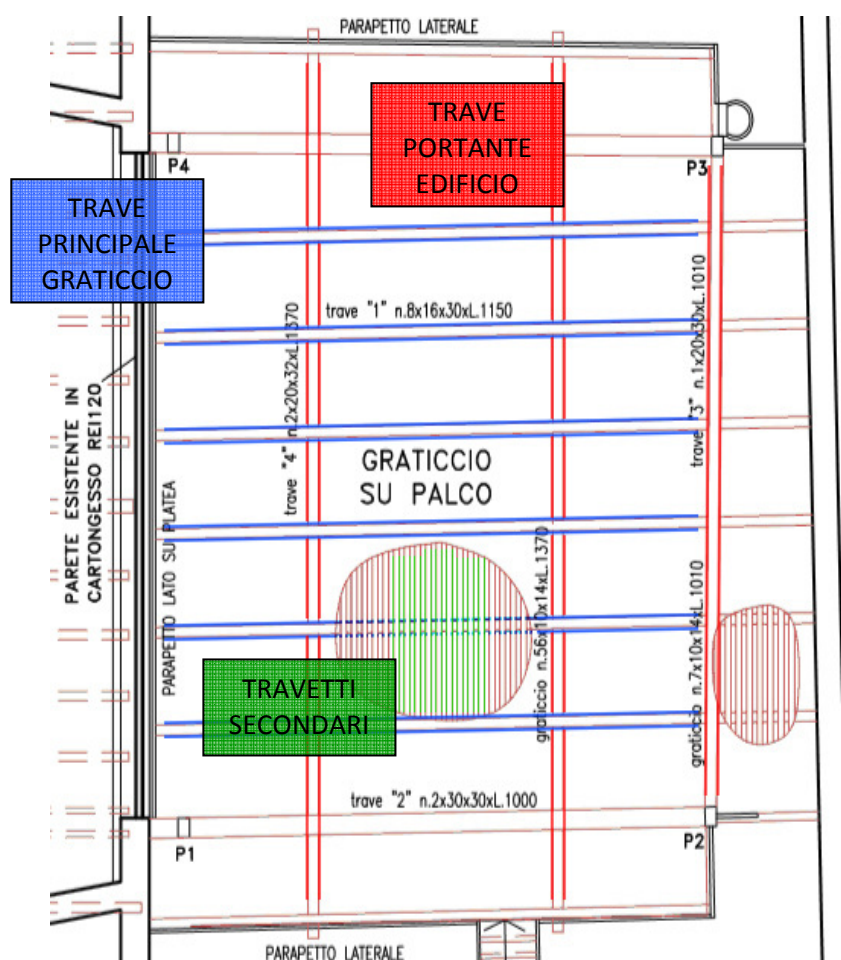 PARAPETTO LATERALE
TRAVE
PORTANTE
EDIFICIO
P4
P3
TRAVE
PRINCIPALE
GRATICCIO
trave "1" n.8x16x30xL.1150
trave "4" n.2x20x32xL.1370
trave "3" n.1x20x30xL.1010
PARETE ESISTENTE IN
CARTONGESSO REI120
PARAPETTO LATO SU PLATEA
GRATICCIO
SU PALCO
graticcio n.56x10x14xL.1370
graticcio n.7x10x14xL.1010
TRAVETTI
SECONDARI
trave "2" n.2x30x30xL.1000
P1
P2
PARAPETTO LATERALE